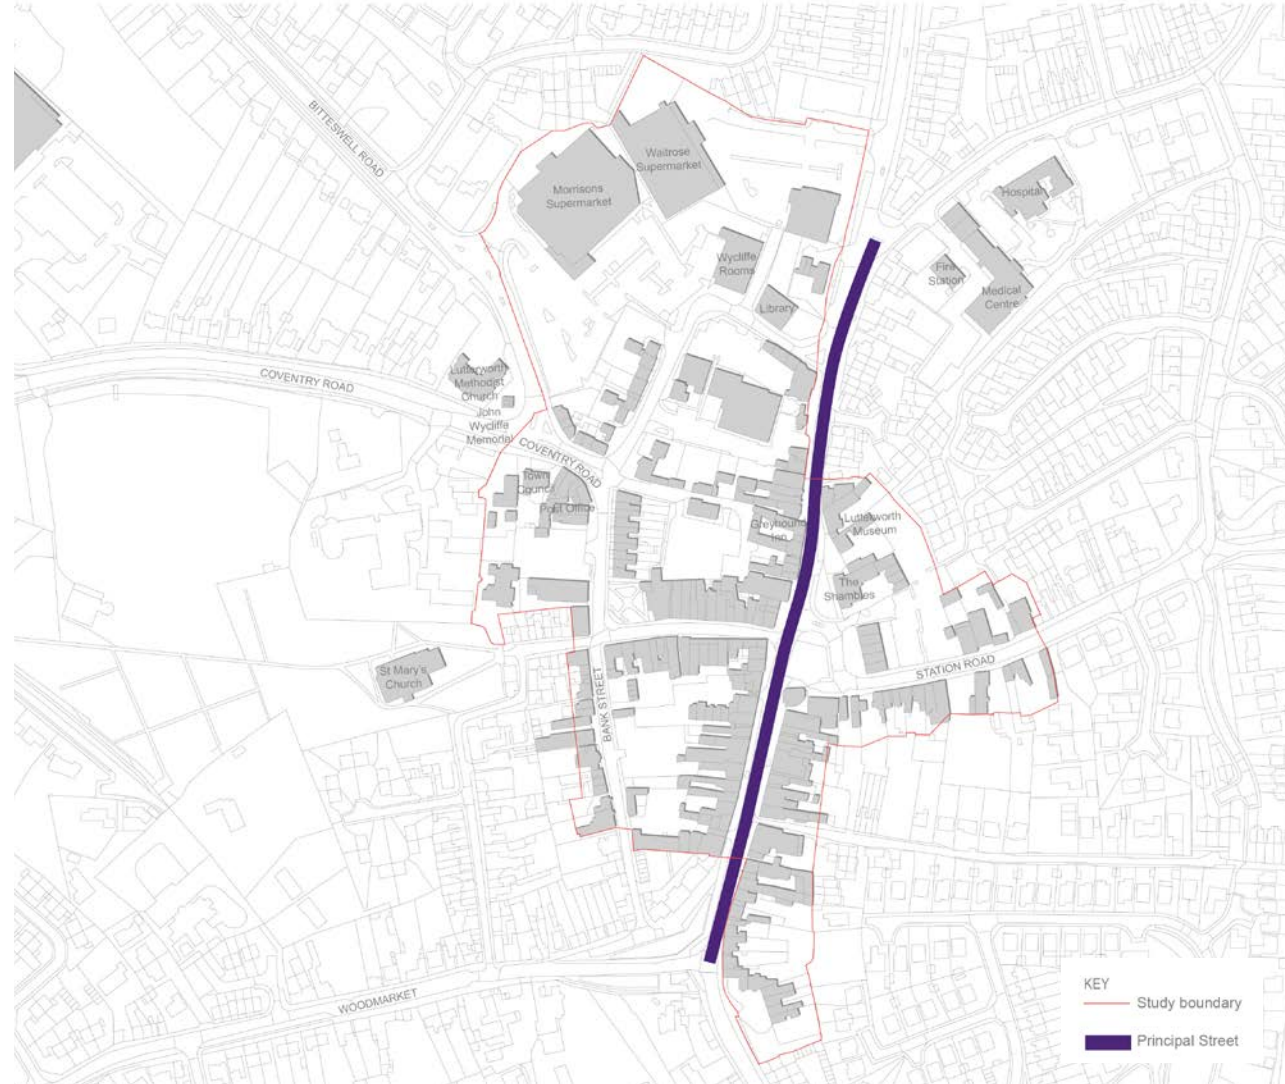 BITTESWELL ROAD
Waitrose
Supermarket
Morrisons
Supermarket
Hospital
Wycliffe
Rooms
Fire
Station
Medical
Centre
Library
Lutterworth
Methodist
Church
COVENTRY ROAD
John
Wycliffe
Memorial
COVENTRY ROAD
Town
Council
Post Office
Greyhound
Inn
Lutterworth
Museum
The
Shambles
St Mary's
Church
BANK STREET
STATION ROAD
WOODMARKET
KEY
Study boundary
Principal Street